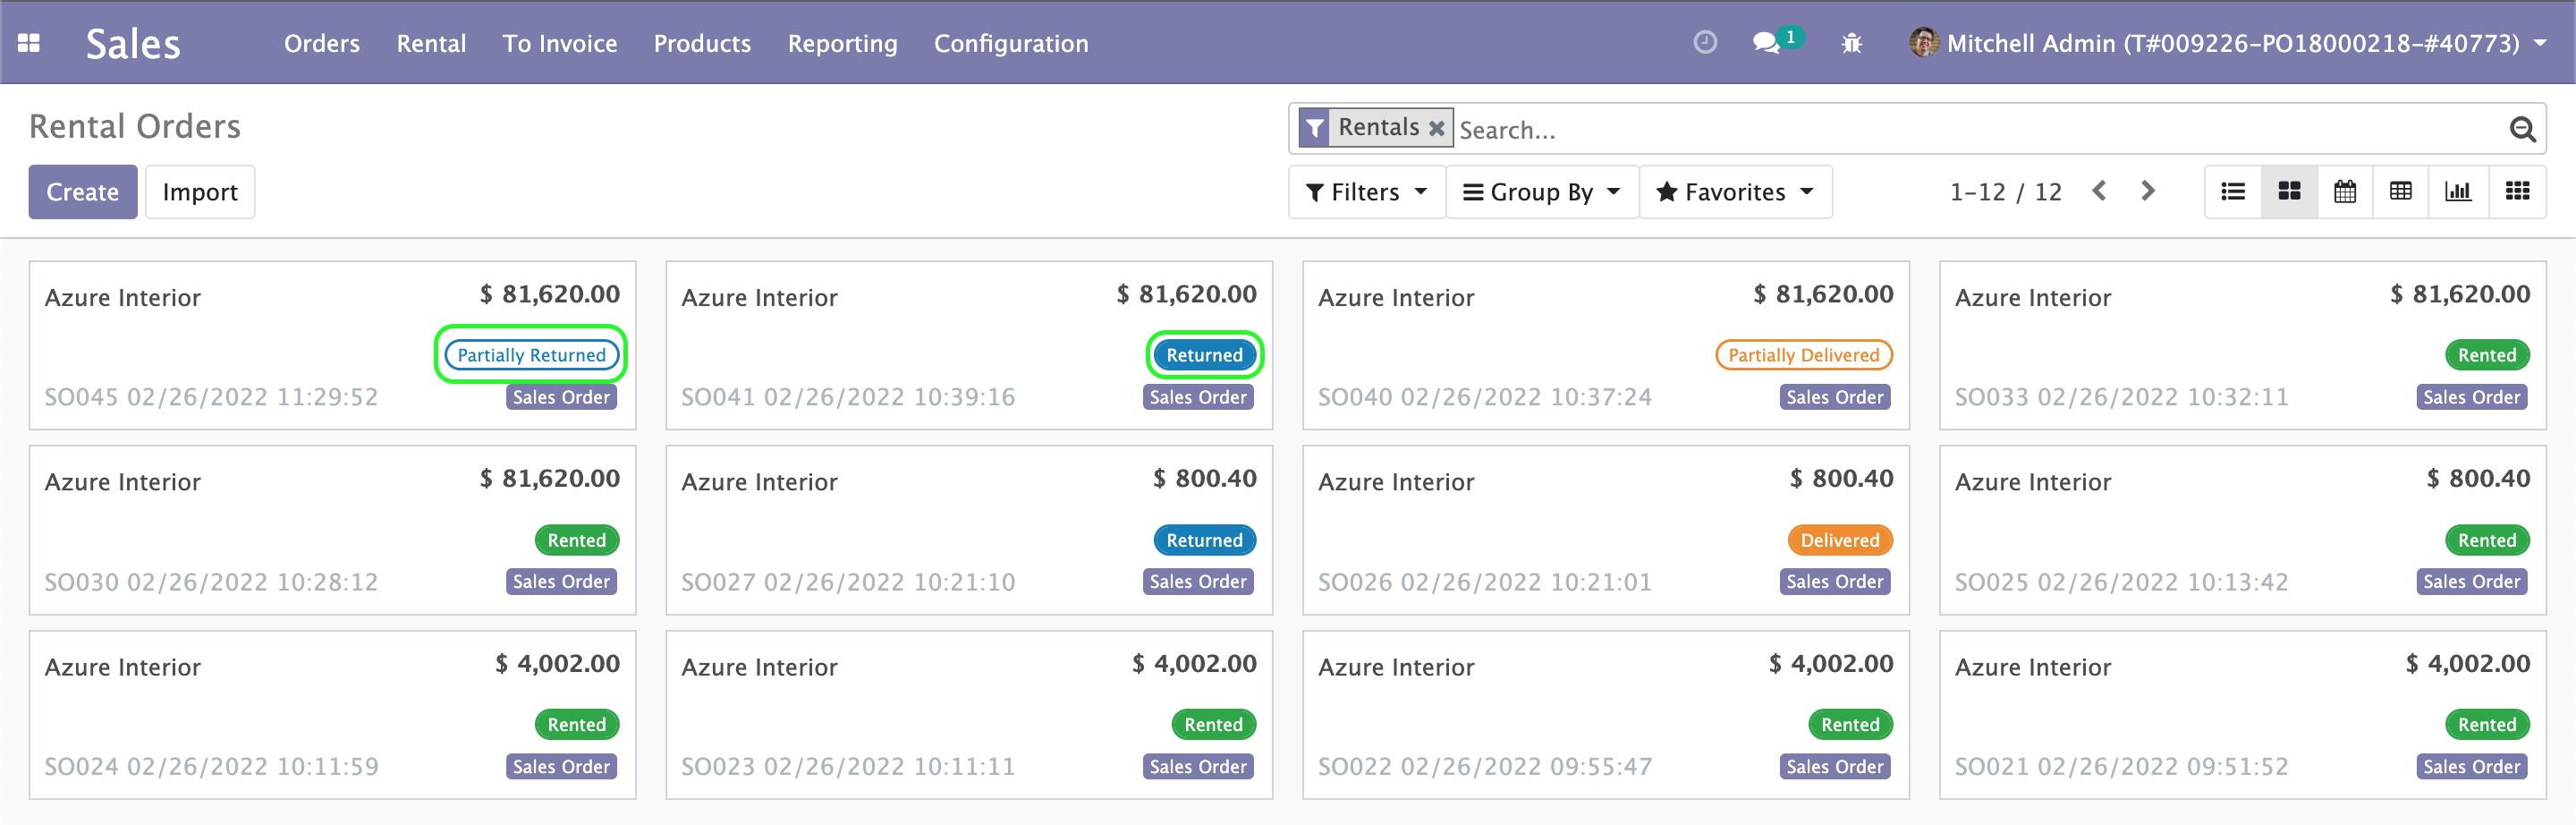 Sales Orders Rental To Invoice Products Reporting Configuration 1 Mitchell Admin (T#009226-PO18000218-#40773)
Rental Orders
Rentals Search...
Create Import
Filters Group By Favorites 1-12 / 12
Azure Interior $ 81,620.00
Partially Returned
SO045 02/26/2022 11:29:52 Sales Order
Azure Interior $ 81,620.00
Returned
SO041 02/26/2022 10:39:16 Sales Order
Azure Interior $ 81,620.00
Partially Delivered
SO040 02/26/2022 10:37:24 Sales Order
Azure Interior $ 81,620.00
Rented
SO033 02/26/2022 10:32:11 Sales Order
Azure Interior $ 81,620.00
Rented
SO030 02/26/2022 10:28:12 Sales Order
Azure Interior $ 800.40
Returned
SO027 02/26/2022 10:21:10 Sales Order
Azure Interior $ 800.40
Delivered
SO026 02/26/2022 10:21:01 Sales Order
Azure Interior $ 800.40
Rented
SO025 02/26/2022 10:13:42 Sales Order
Azure Interior $ 4,002.00
Rented
SO024 02/26/2022 10:11:59 Sales Order
Azure Interior $ 4,002.00
Rented
SO023 02/26/2022 10:11:11 Sales Order
Azure Interior $ 4,002.00
Rented
SO022 02/26/2022 09:55:47 Sales Order
Azure Interior $ 4,002.00
Rented
SO021 02/26/2022 09:51:52 Sales Order